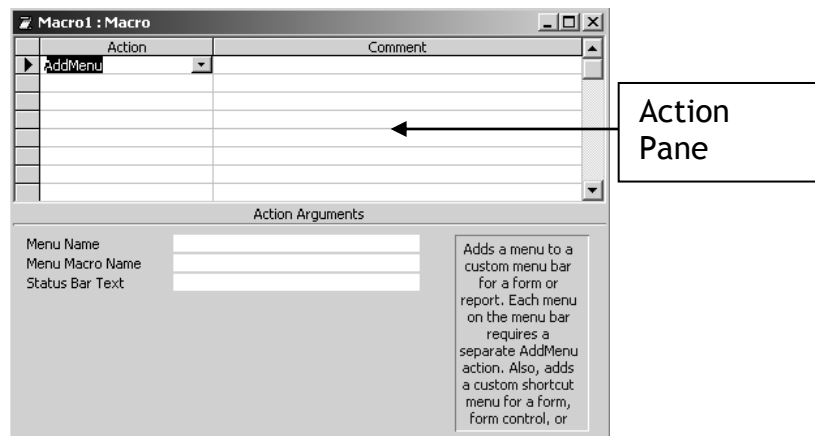 Macro1 : Macro
Action Comment
AddMenu
Action
Pane
Action Arguments
Menu Name
Menu Macro Name
Status Bar Text
Adds a menu to a
custom menu bar
for a form or
report. Each menu
on the menu bar
requires a
separate AddMenu
action. Also, adds
a custom shortcut
menu for a form,
form control, or